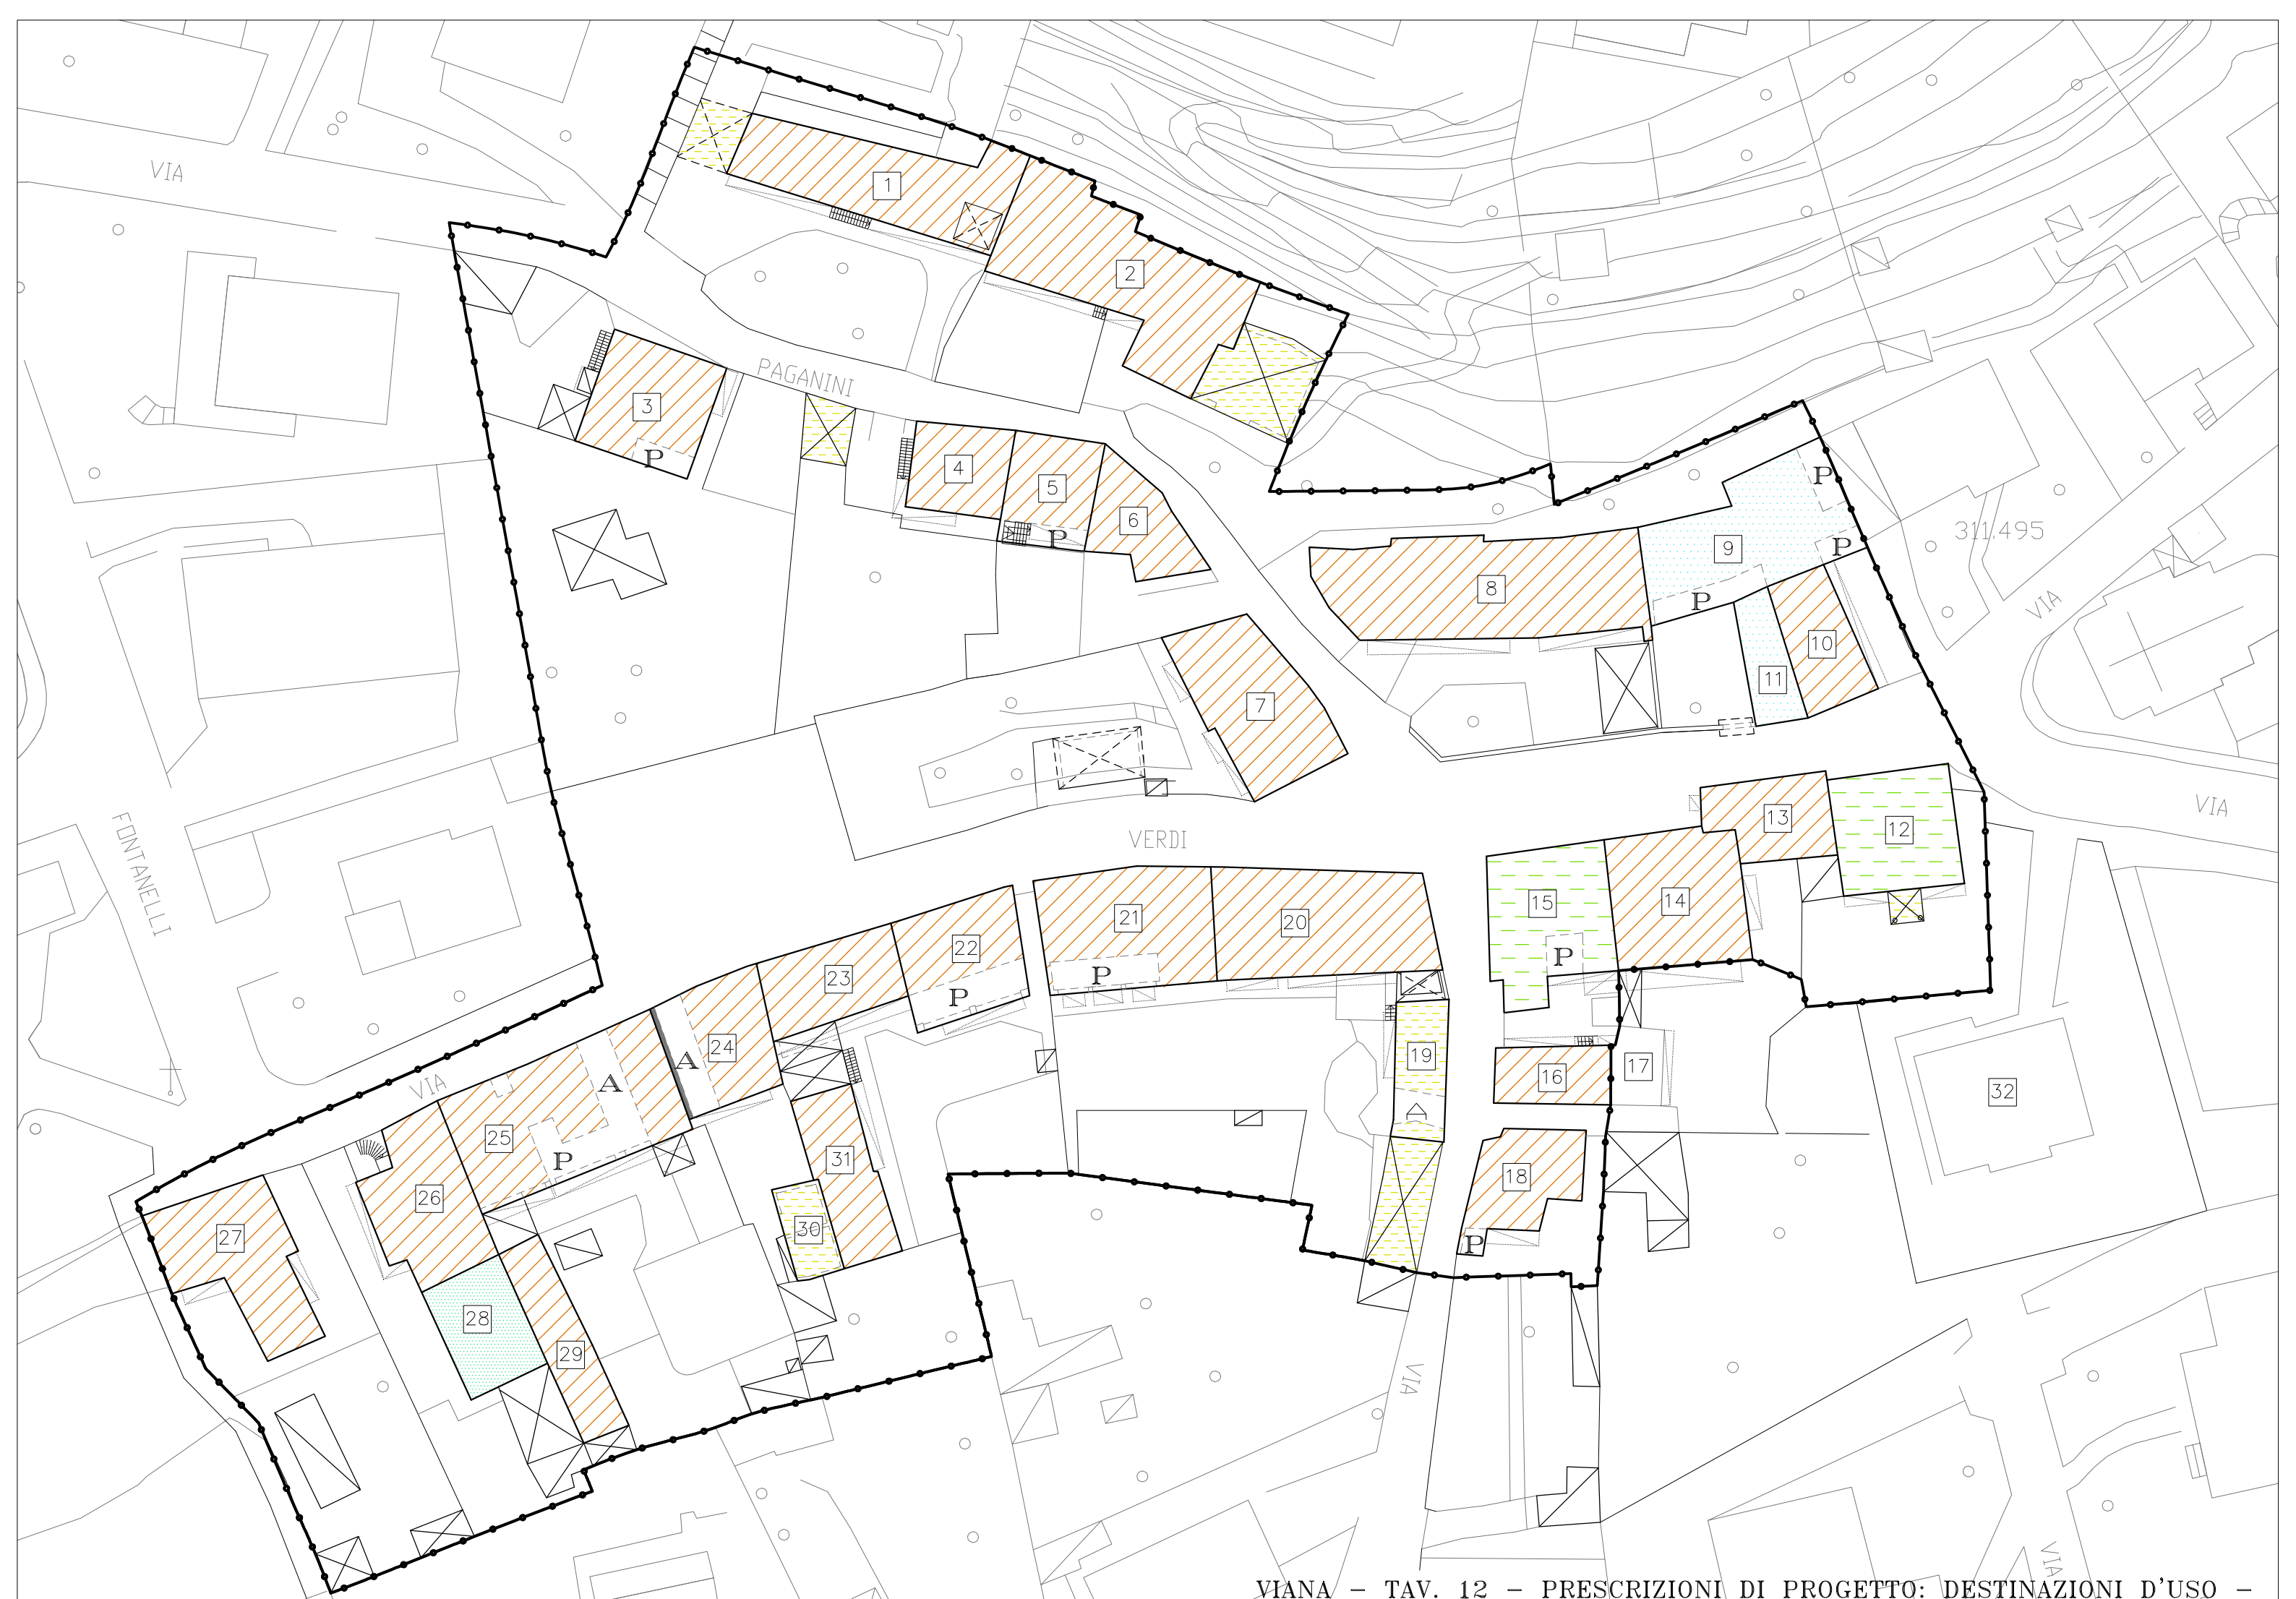 VIA
1
2
PAGANINI
3
P
4
5
6
P
P
9
P
311.495
8
P
VIA
10
11
7
VIA
FONTANELLI
VERDI
13
12
15
14
21
20
22
23
P
P
P
24
A
19
17
16
A
VIA
A
32
25
P
31
18
26
30
27
P
28
29
VIA
VIA
VIANA - TAV. 12 - PRESCRIZIONI DI PROGETTO: DESTINAZIONI D'USO -